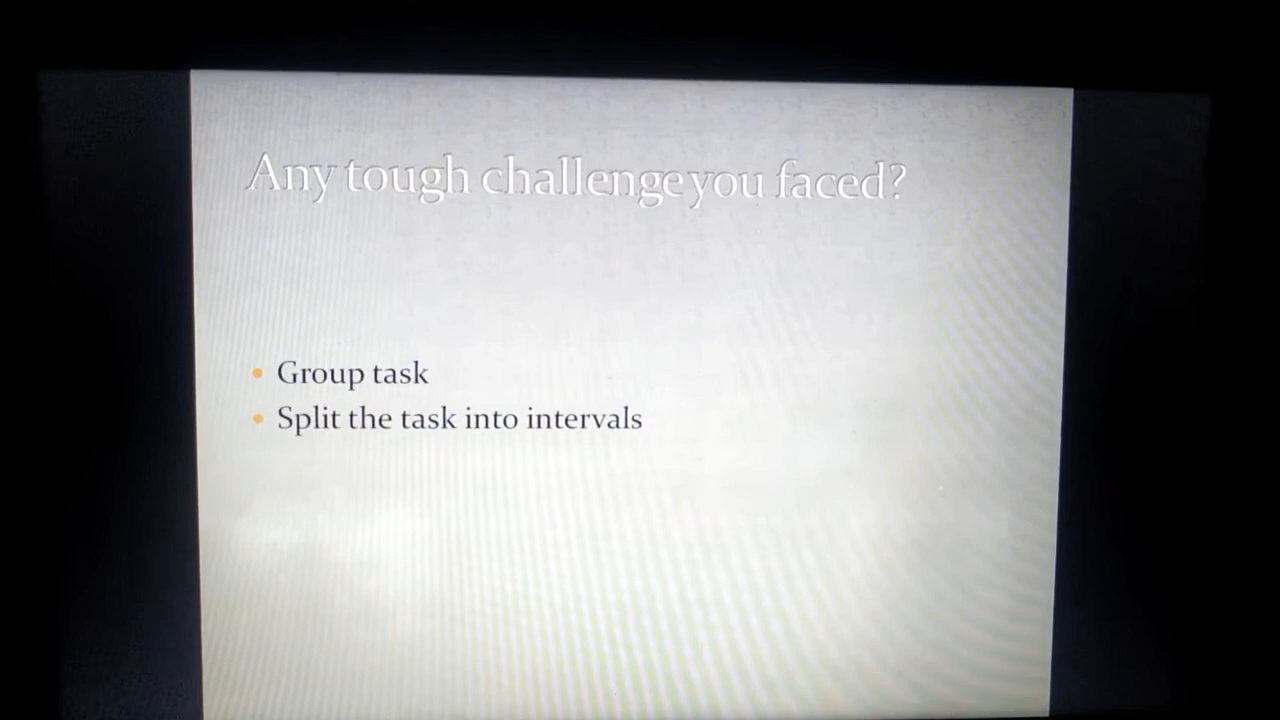 Any tough challenge you faced?
Group task
Split the task into intervals